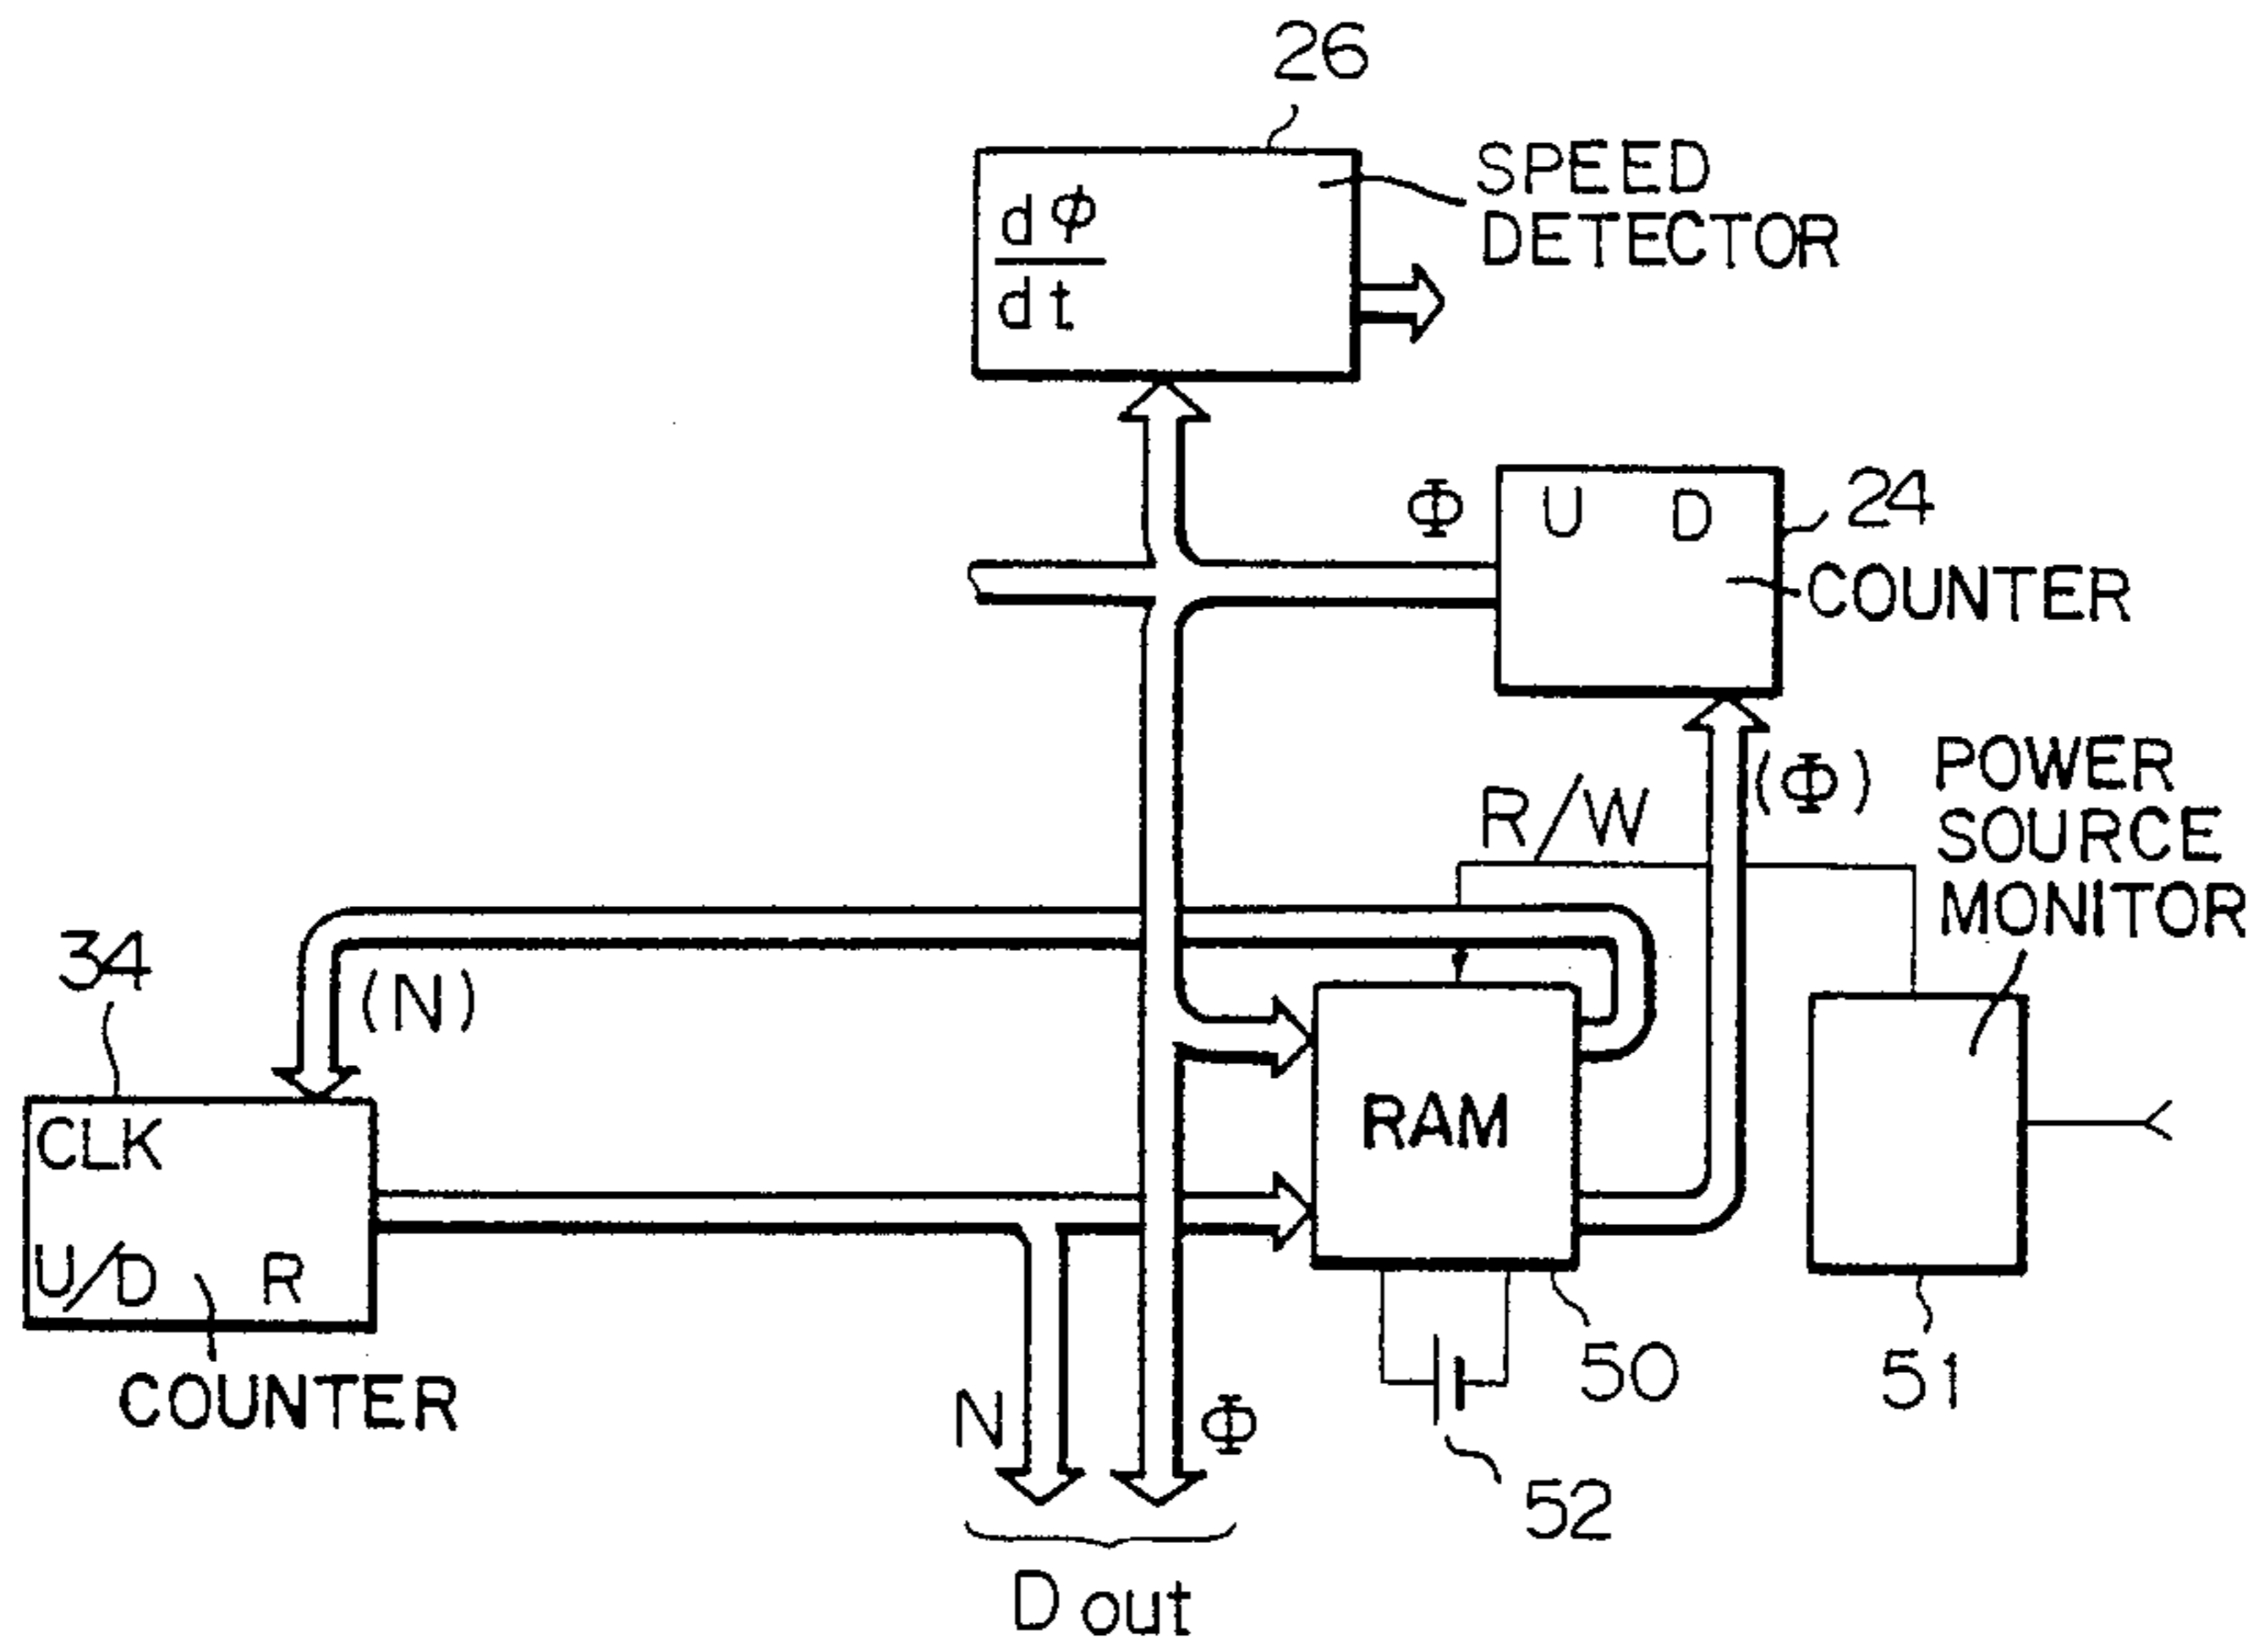 26
SPEED
DETECTOR
dφ
dt
Φ
U D
24
COUNTER
(Φ)
POWER
SOURCE
MONITOR
R/W
34
(N)
CLK
RAM
U/D R
COUNTER
50
51
N
Φ
52
D out